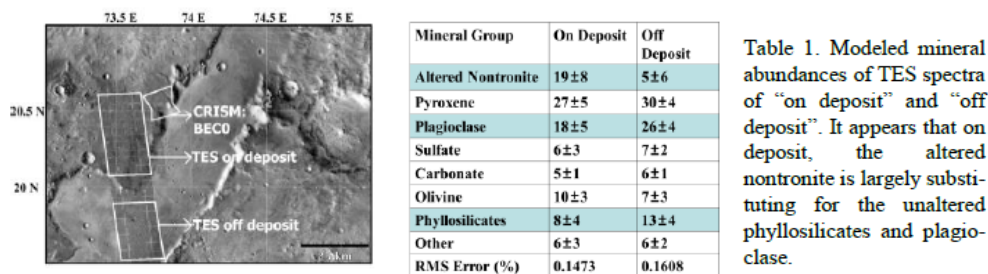 73.5 E 74 E 74.5 E 75 E
20.5 N
20 N
CRISM:
BEC0
TES on deposit
TES off deposit
Mineral Group On Deposit Off Deposit
Altered Nontronite 19±8 5±6
Pyroxene 27±5 30±4
Plagioclase 18±5 26±4
Sulfate 6±3 7±2
Carbonate 5±1 6±1
Olivine 10±3 7±3
Phyllosilicates 8±4 13±4
Other 6±3 6±2
RMS Error (%) 0.1473 0.1608
Table 1. Modeled mineral
abundances of TES spectra
of “on deposit” and “off
deposit”. It appears that on
deposit, the altered
nontronite is largely substi-
tuting for the unaltered
phyllosilicates and plagio-
clase.